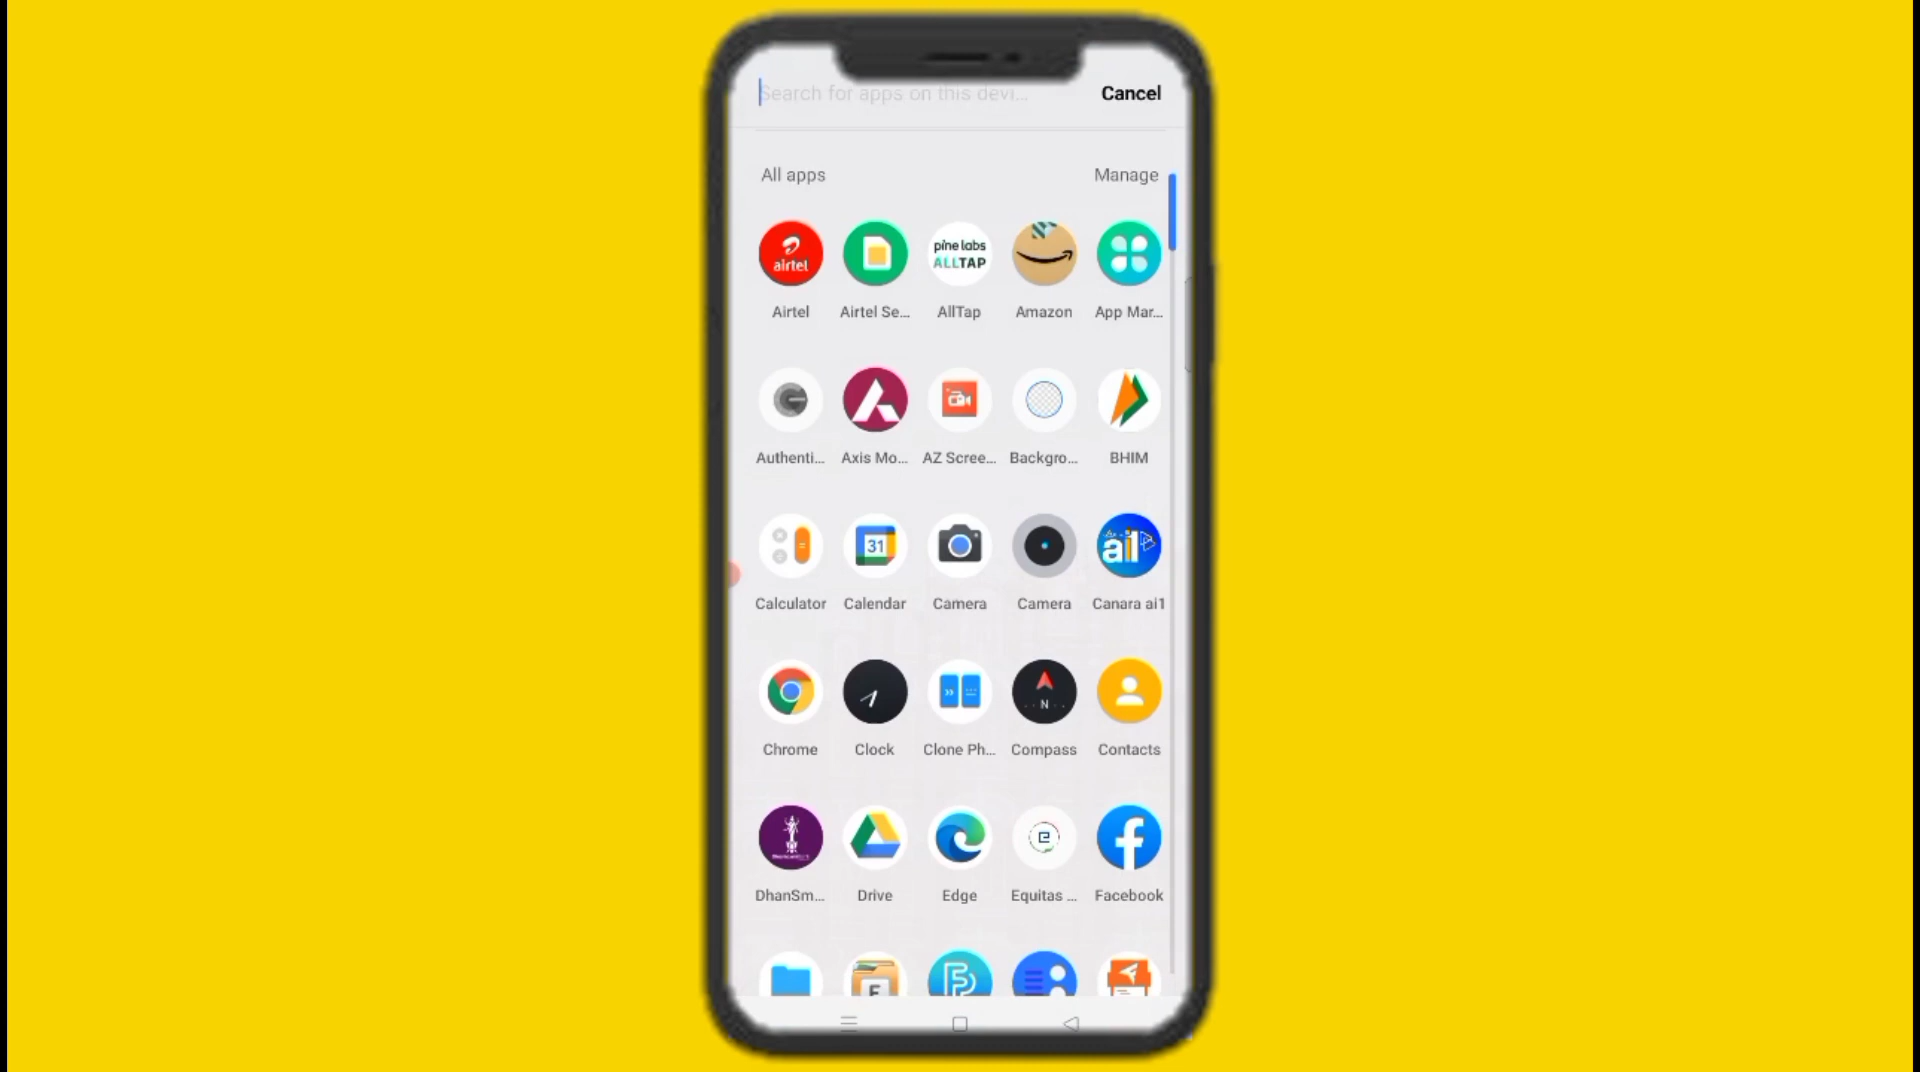 Search for apps on this devi...
Cancel
All apps
Manage
airtel
pine labs
ALLTAP
Airtel
Airtel Se...
AllTap
Amazon
App Mar...
Authenti...
Axis Mo...
AZ Scree...
Backgro...
BHIM
31
ai1
Calculator
Calendar
Camera
Camera
Canara ai1
N
Chrome
Clock
Clone Ph...
Compass
Contacts
e
f
DhanSm...
Drive
Edge
Equitas ...
Facebook
F